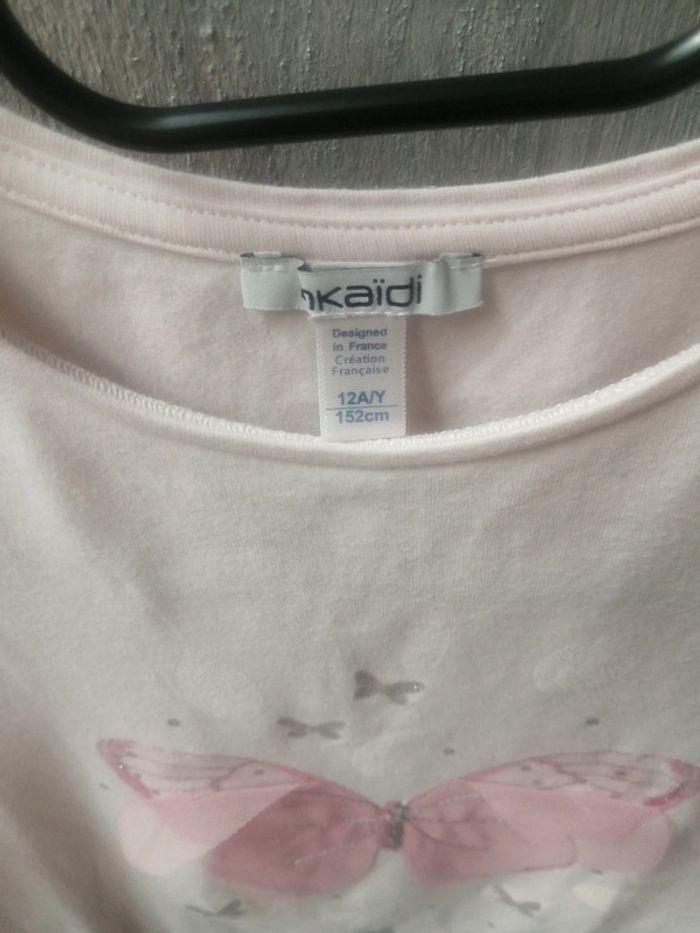 kaïdi
Designed
in France
Création
Française
12A/Y
152cm